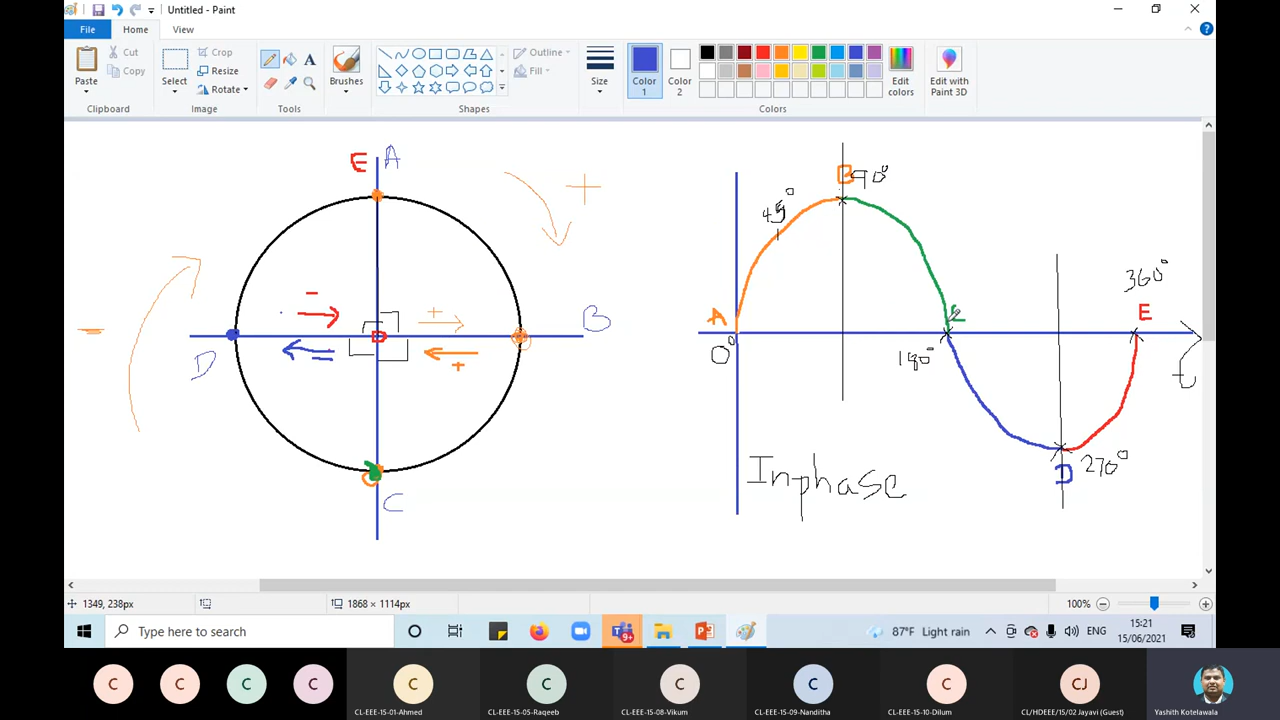 Untitled - Paint
File Home View
Paste
Cut
Copy
Clipboard
Select
Crop
Resize
Rotate
Image
A
Tools
Brushes
Outline
Fill
Shapes
Size
Color 1
Color 2
Edit colors
Colors
Edit with Paint 3D
E A
+
-
- +
B
D
= +
C
A
0°
45°
B 90°
180°
D 270°
360°
E
t
Inphase
1349, 238px
1868 × 1114px
100%
Type here to search
9+
87°F Light rain
ENG
15:21
15/06/2021
C C C C C C C C C CJ
CL-EEE-15-01-Ahmed
CL-EEE-15-05-Raqeeb
CL-EEE-15-08-Vikum
CL-EEE-15-09-Nanditha
CL-EEE-15-10-Dilum
CL/HDEEE/15/02 Jayavi (Guest)
Yashith Kotelawala